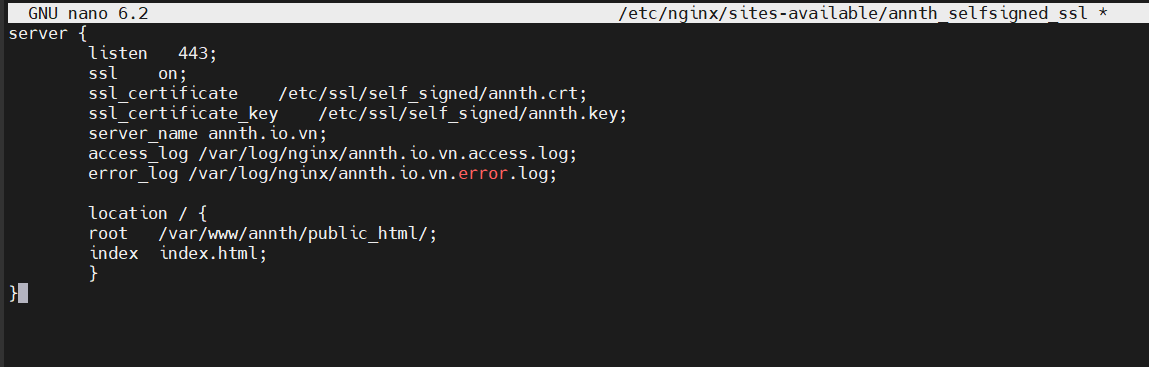 GNU nano 6.2 /etc/nginx/sites-available/annth_selfsigned_ssl *
server {
listen 443;
ssl on;
ssl_certificate /etc/ssl/self_signed/annth.crt;
ssl_certificate_key /etc/ssl/self_signed/annth.key;
server_name annth.io.vn;
access_log /var/log/nginx/annth.io.vn.access.log;
error_log /var/log/nginx/annth.io.vn.error.log;
location / {
root /var/www/annth/public_html/;
index index.html;
}
}